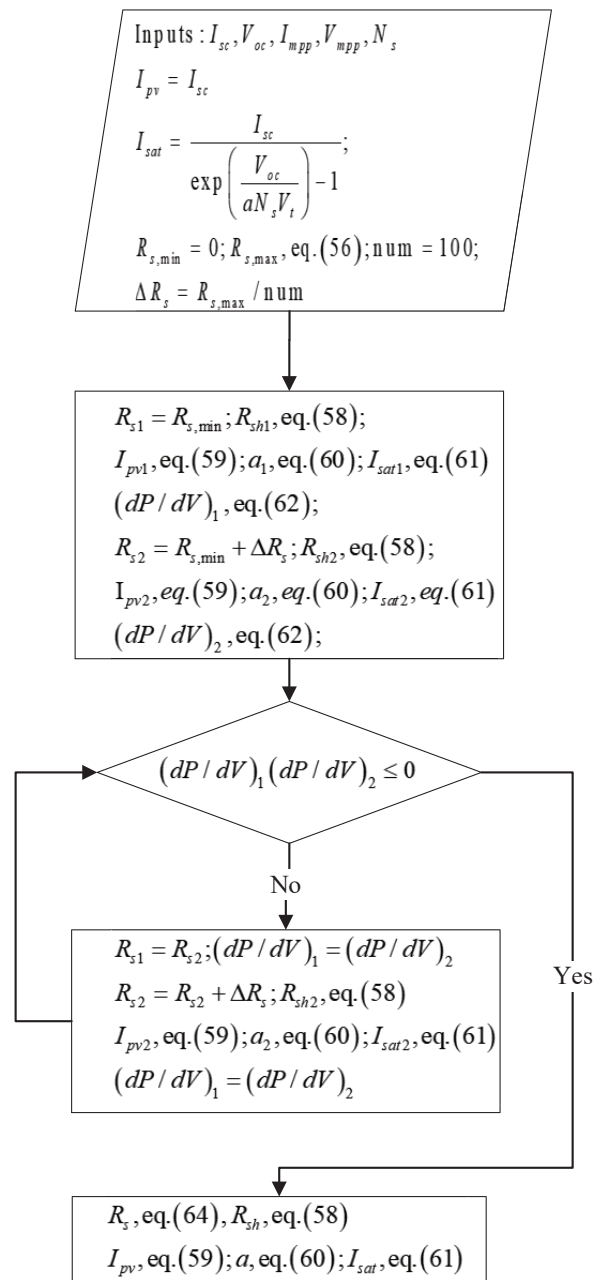 Inputs : I_sc, V_oc, I_mpp, V_mpp, N_s
I_pv = I_sc
I_sat = I_sc / (exp(V_oc / (aN_sV_t)) − 1);
R_s,min = 0; R_s,max, eq.(56); num = 100;
ΔR_s = R_s,max / num
R_s1 = R_s,min; R_sh1, eq.(58);
I_pv1, eq.(59); a_1, eq.(60); I_sat1, eq.(61)
(dP / dV)_1, eq.(62);
R_s2 = R_s,min + ΔR_s; R_sh2, eq.(58);
I_pv2, eq.(59); a_2, eq.(60); I_sat2, eq.(61)
(dP / dV)_2, eq.(62);
(dP / dV)_1 (dP / dV)_2 ≤ 0
No
R_s1 = R_s2; (dP / dV)_1 = (dP / dV)_2
R_s2 = R_s2 + ΔR_s; R_sh2, eq.(58)
I_pv2, eq.(59); a_2, eq.(60); I_sat2, eq.(61)
(dP / dV)_1 = (dP / dV)_2
Yes
R_s, eq.(64), R_sh, eq.(58)
I_pv, eq.(59); a, eq.(60); I_sat, eq.(61)